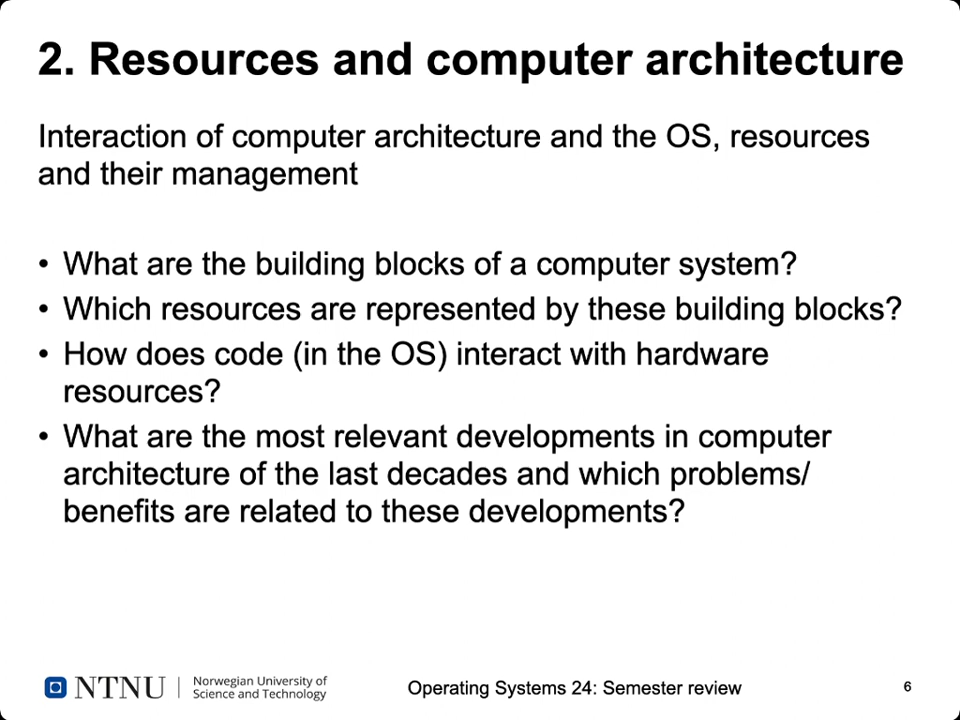 2. Resources and computer architecture
Interaction of computer architecture and the OS, resources
and their management
• What are the building blocks of a computer system?
• Which resources are represented by these building blocks?
• How does code (in the OS) interact with hardware
resources?
• What are the most relevant developments in computer
architecture of the last decades and which problems/
benefits are related to these developments?
NTNU
Norwegian University of
Science and Technology
Operating Systems 24: Semester review
6